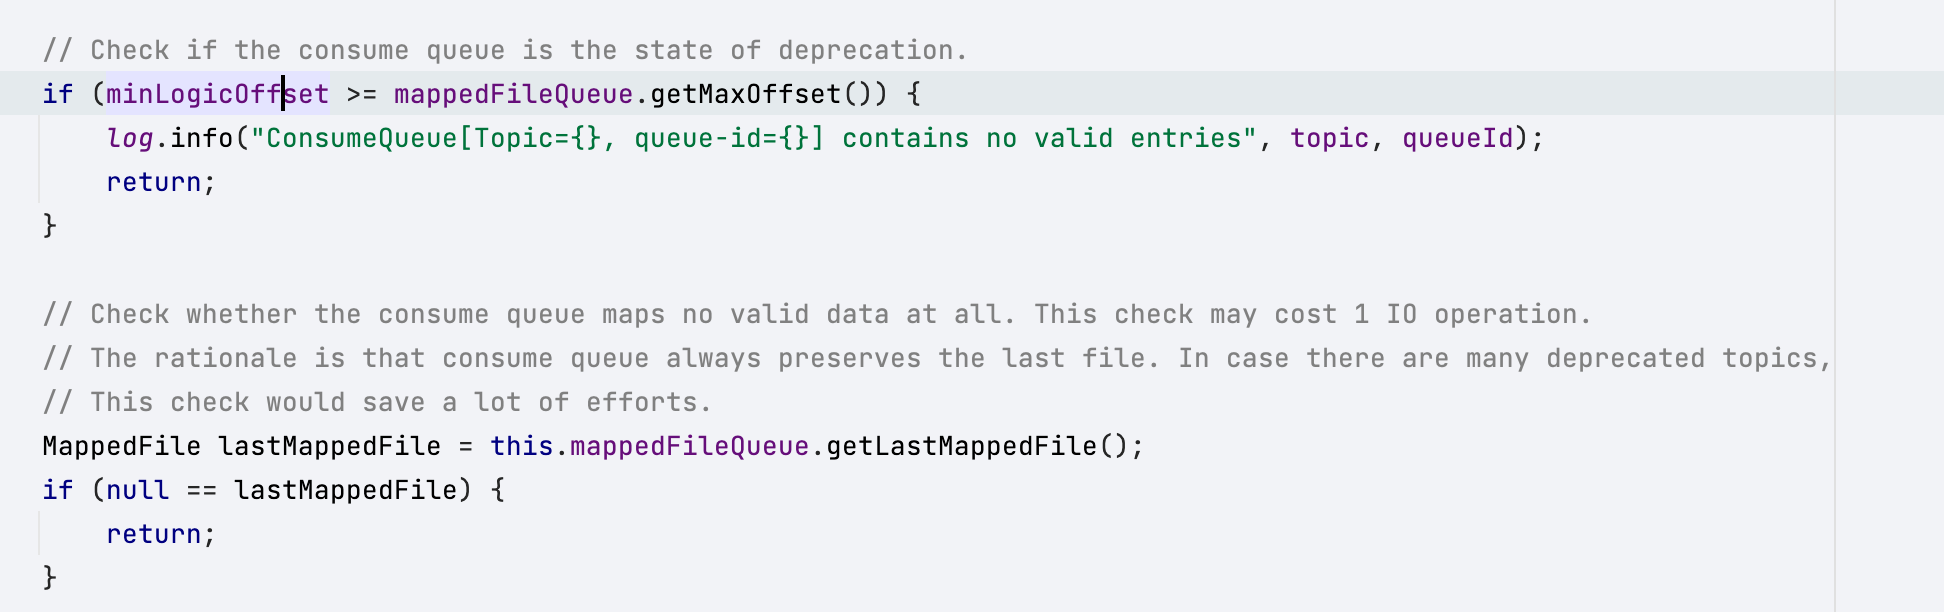 // Check if the consume queue is the state of deprecation.
if (minLogicOffset >= mappedFileQueue.getMaxOffset()) {
    log.info("ConsumeQueue[Topic={}, queue-id={}] contains no valid entries", topic, queueId);
    return;
}

// Check whether the consume queue maps no valid data at all. This check may cost 1 IO operation.
// The rationale is that consume queue always preserves the last file. In case there are many deprecated topics,
// This check would save a lot of efforts.
MappedFile lastMappedFile = this.mappedFileQueue.getLastMappedFile();
if (null == lastMappedFile) {
    return;
}